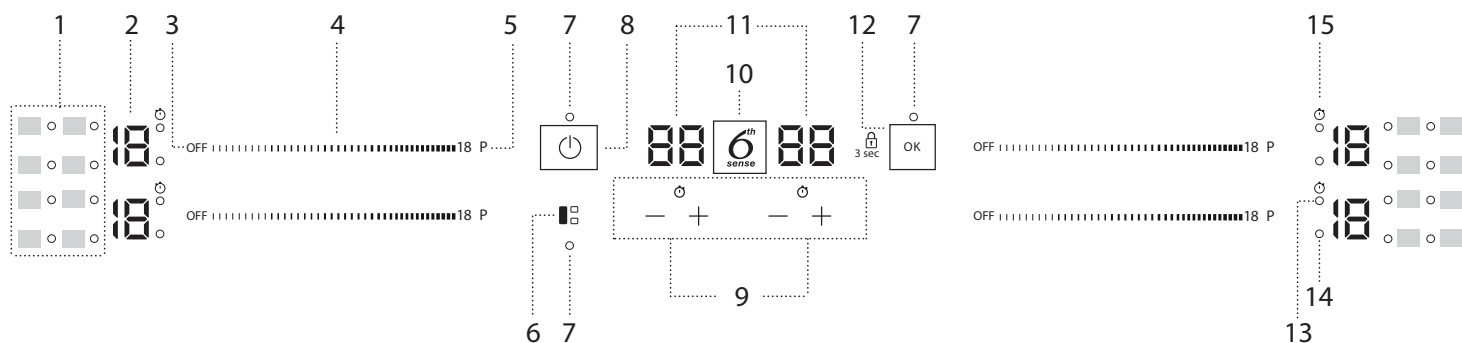 1 2 3 4 5 7 8 11 12 7 15
10
18 OFF 18 P 88 6th sense 88 3 sec OK OFF 18 P 18
18 OFF 18 P − + − + OFF 18 P 18
9
6 7 13 14